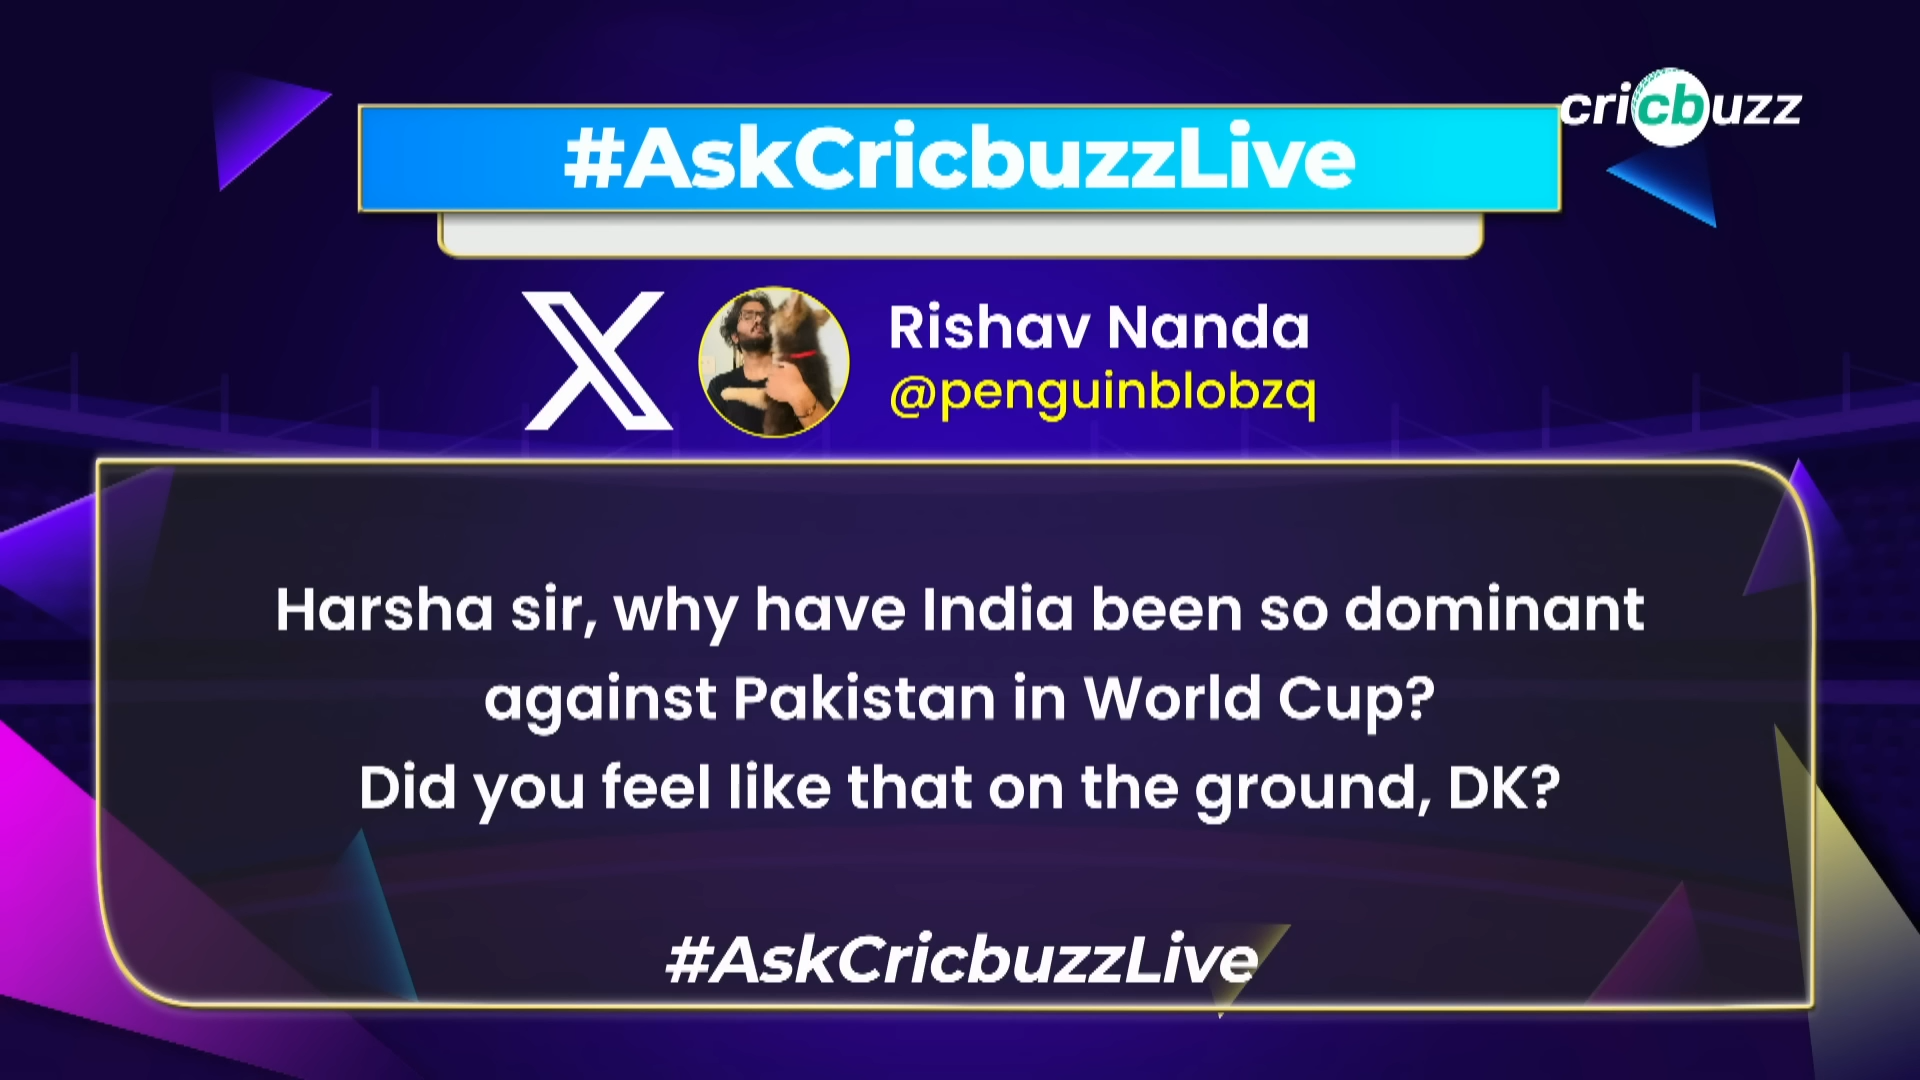 cricbuzz
#AskCricbuzzLive
Rishav Nanda
@penguinblobzq
Harsha sir, why have India been so dominant
against Pakistan in World Cup?
Did you feel like that on the ground, DK?
#AskCricbuzzLive